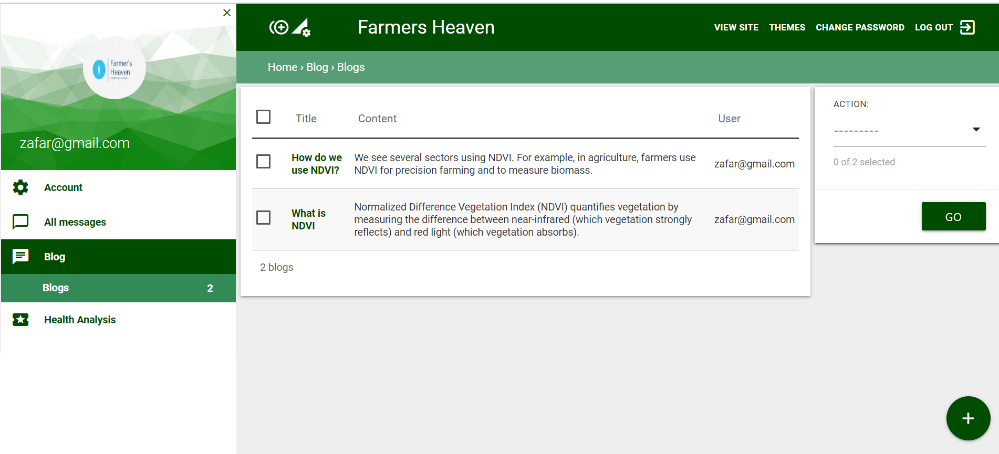 Farmer's
Heaven
Yield Estimation
zafar@gmail.com
Account
All messages
Blog
Blogs 2
Health Analysis
Farmers Heaven
VIEW SITE THEMES CHANGE PASSWORD LOG OUT
Home › Blog › Blogs
Title Content User
How do we
use NDVI?
We see several sectors using NDVI. For example, in agriculture, farmers use
NDVI for precision farming and to measure biomass.
zafar@gmail.com
What is
NDVI
Normalized Difference Vegetation Index (NDVI) quantifies vegetation by
measuring the difference between near-infrared (which vegetation strongly
reflects) and red light (which vegetation absorbs).
zafar@gmail.com
2 blogs
ACTION:
---------
0 of 2 selected
GO